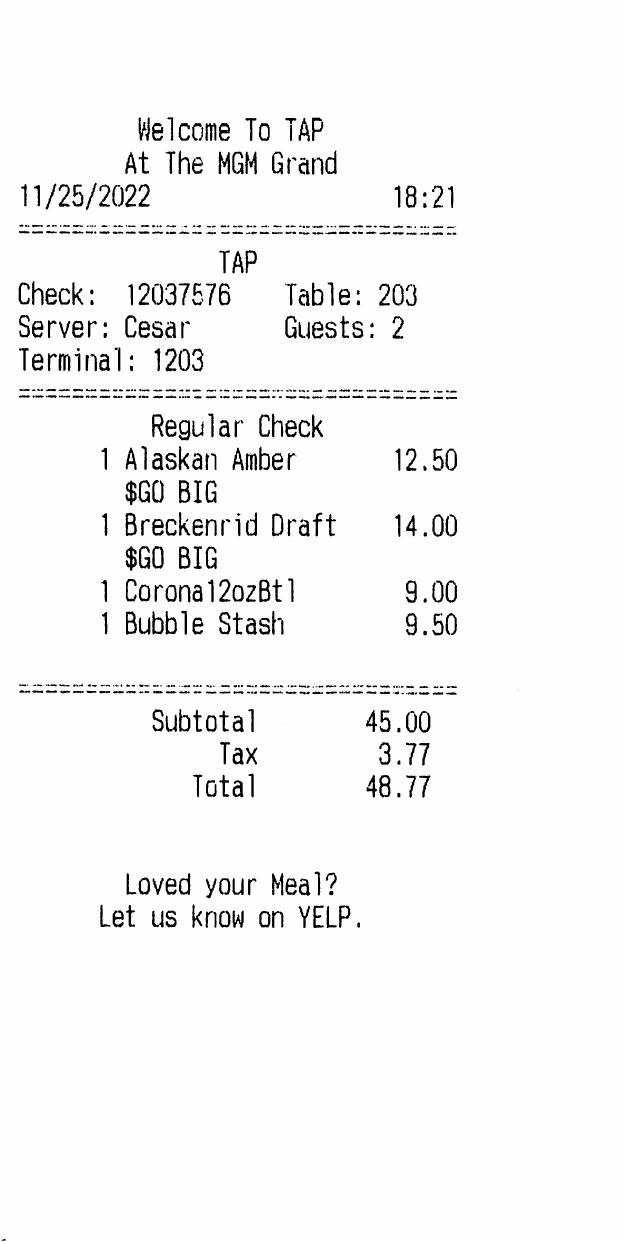 Welcome To TAP
At The MGM Grand
11/25/2022 18:21
TAP
Check: 12037576 Table: 203
Server: Cesar Guests: 2
Terminal: 1203
Regular Check
1 Alaskan Amber 12.50
$GO BIG
1 Breckenrid Draft 14.00
$GO BIG
1 Corona12ozBtl 9.00
1 Bubble Stash 9.50
Subtotal 45.00
Tax 3.77
Total 48.77
Loved your Meal?
Let us know on YELP.